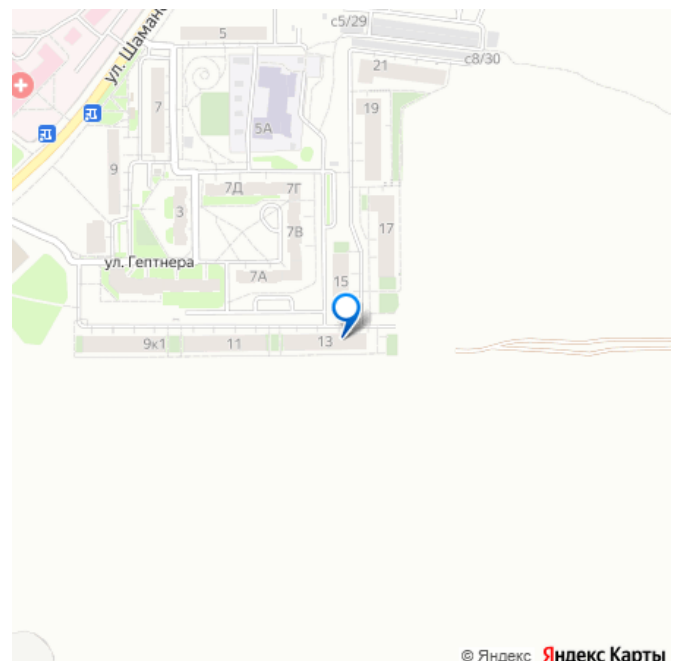 5
с5/29
с8/30
ул. Шаман
21
7
19
5А
9
7Д
7Г
3
7В
17
ул. Гептнера
7А
15
9к1
11
13
© Яндекс Яндекс Карты